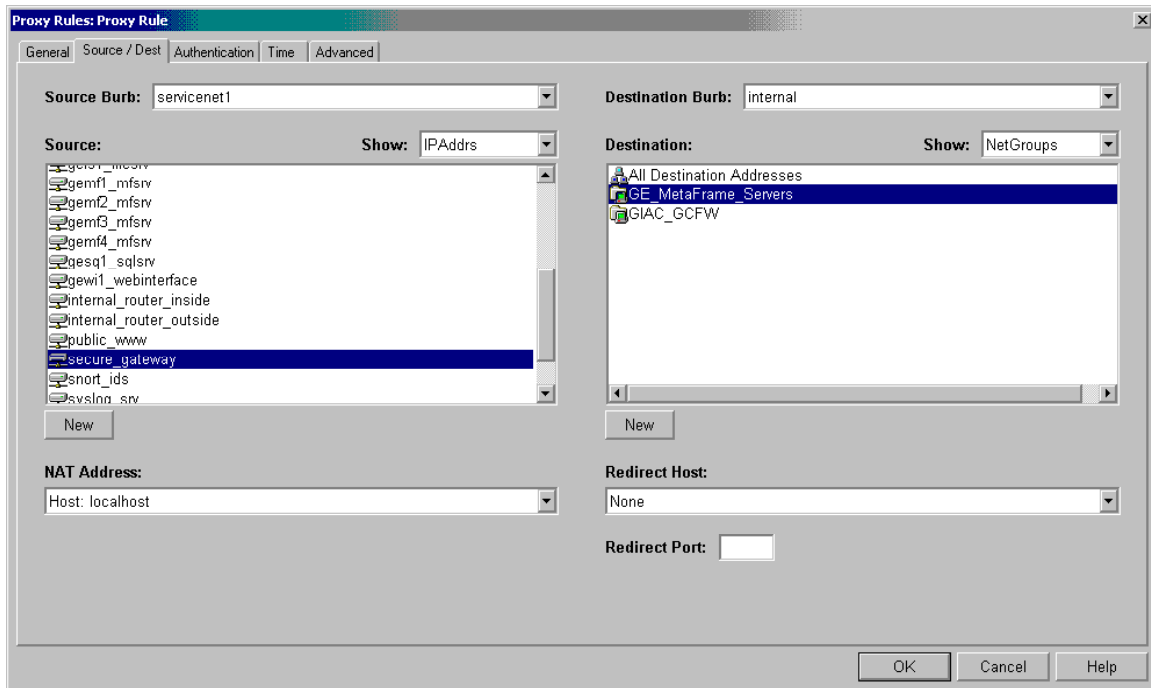 Proxy Rules: Proxy Rule
General Source / Dest Authentication Time Advanced
Source Burb: servicenet1
Destination Burb: internal
Source: Show: IPAddrs
Destination: Show: NetGroups
gemf1_mfsrv
gemf2_mfsrv
gemf3_mfsrv
gemf4_mfsrv
gesq1_sqlsrv
gewi1_webinterface
internal_router_inside
internal_router_outside
public_www
secure_gateway
snort_ids
syslog_srv
All Destination Addresses
GE_MetaFrame_Servers
GIAC_GCFW
New
New
NAT Address:
Host: localhost
Redirect Host:
None
Redirect Port:
OK Cancel Help